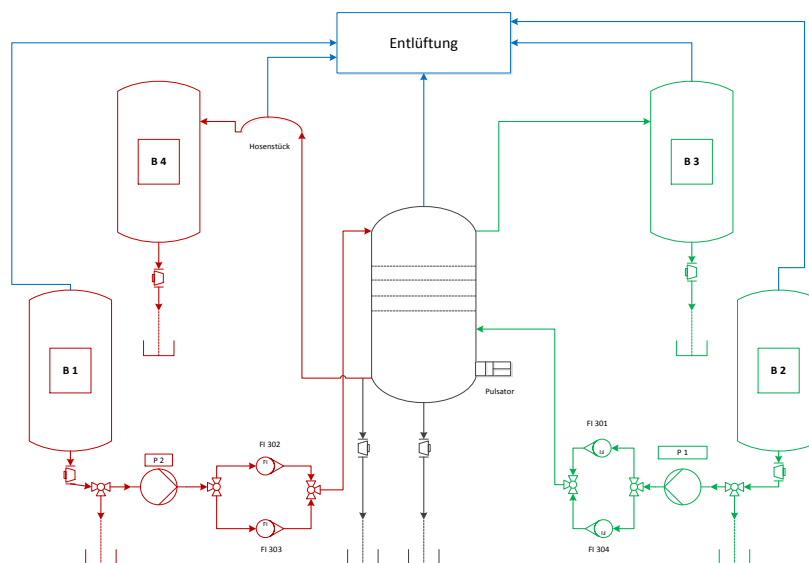 Entlüftung
B 4
Hosenstück
B 3
B 1
B 2
Pulsator
FI 301
FI 302
P 2
P 1
FI
FI
FI
FI
FI 303
FI 304